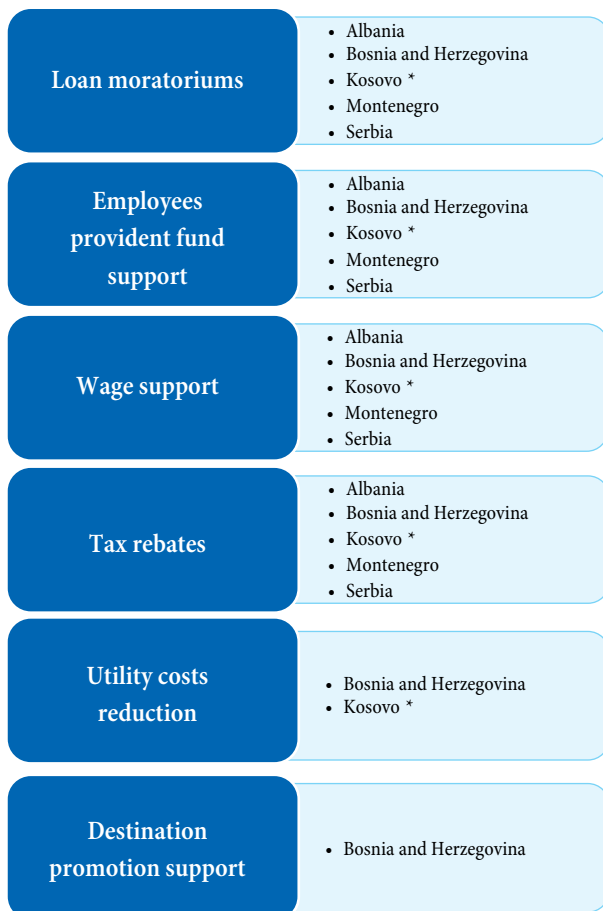 Loan moratoriums
• Albania
• Bosnia and Herzegovina
• Kosovo *
• Montenegro
• Serbia
Employees
provident fund
support
• Albania
• Bosnia and Herzegovina
• Kosovo *
• Montenegro
• Serbia
Wage support
• Albania
• Bosnia and Herzegovina
• Kosovo *
• Montenegro
• Serbia
Tax rebates
• Albania
• Bosnia and Herzegovina
• Kosovo *
• Montenegro
• Serbia
Utility costs
reduction
• Bosnia and Herzegovina
• Kosovo *
Destination
promotion support
• Bosnia and Herzegovina